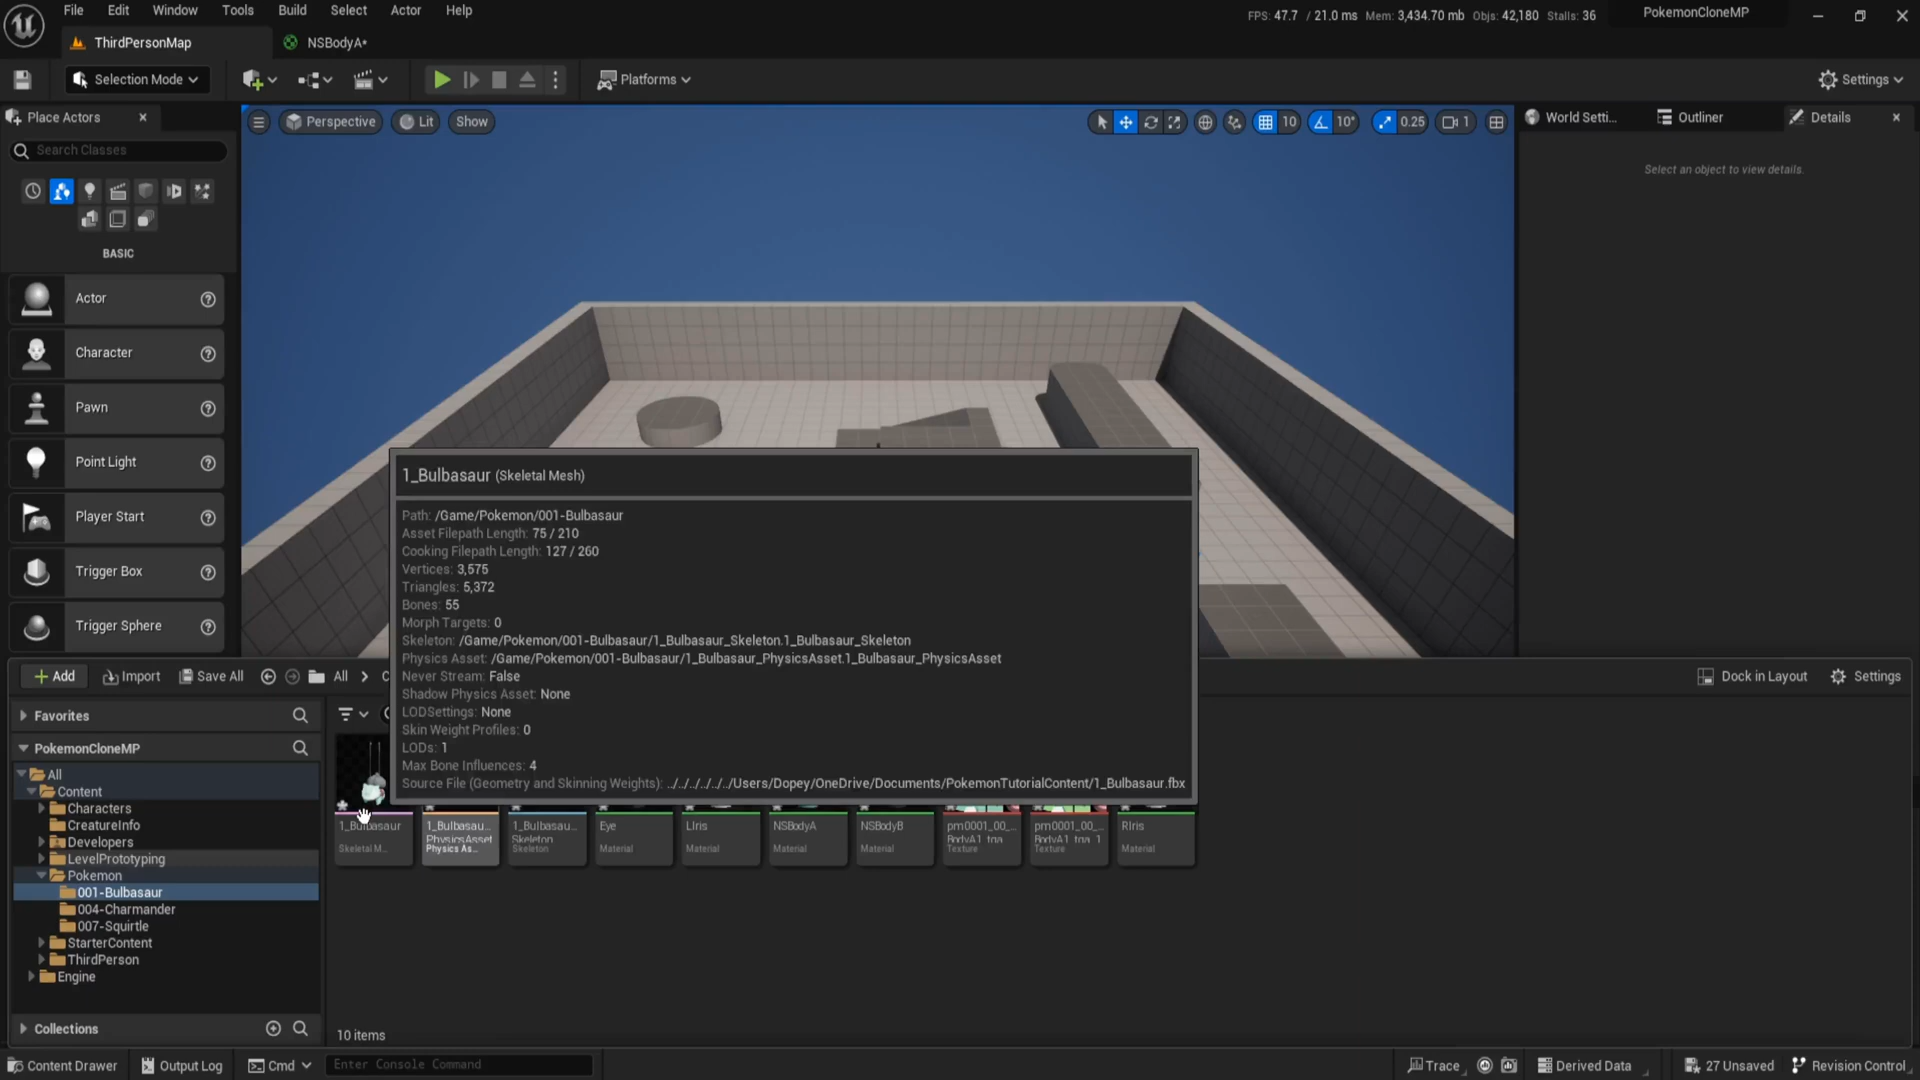 File Edit Window Tools Build Select Actor Help
FPS: 47.7 / 21.0 ms Mem: 3,434.70 mb Objs: 42,180 Stalls: 36
PokemonCloneMP
ThirdPersonMap
NSBodyA*
Selection Mode
Platforms
Settings
Place Actors
Search Classes
BASIC
Actor
Character
Pawn
Point Light
Player Start
Trigger Box
Trigger Sphere
Perspective Lit Show
10 10° 0.25 1
World Setti... Outliner Details
Select an object to view details.
1_Bulbasaur (Skeletal Mesh)
Path: /Game/Pokemon/001-Bulbasaur
Asset Filepath Length: 75 / 210
Cooking Filepath Length: 127 / 260
Vertices: 3,575
Triangles: 5,372
Bones: 55
Morph Targets: 0
Skeleton: /Game/Pokemon/001-Bulbasaur/1_Bulbasaur_Skeleton.1_Bulbasaur_Skeleton
Physics Asset: /Game/Pokemon/001-Bulbasaur/1_Bulbasaur_PhysicsAsset.1_Bulbasaur_PhysicsAsset
Never Stream: False
Shadow Physics Asset: None
LODSettings: None
Skin Weight Profiles: 0
LODs: 1
Max Bone Influences: 4
Source File (Geometry and Skinning Weights): ../../../../../../Users/Dopey/OneDrive/Documents/PokemonTutorialContent/1_Bulbasaur.fbx
Add Import Save All All
Dock in Layout Settings
Favorites
PokemonCloneMP
All
Content
Characters
CreatureInfo
Developers
LevelPrototyping
Pokemon
001-Bulbasaur
004-Charmander
007-Squirtle
StarterContent
ThirdPerson
Engine
Collections
1_Bulbasaur
Skeletal M...
1_Bulbasau...
PhysicsAsset
Physics As...
1_Bulbasau...
Skeleton
Skeleton
Eye
Material
LIris
Material
NSBodyA
Material
NSBodyB
Material
pm0001_00_...
BodyA1_tga
Texture
pm0001_00_...
BodyA1_tga_1
Texture
RIris
Material
10 items
Content Drawer Output Log Cmd Enter Console Command
Trace Derived Data 27 Unsaved Revision Control